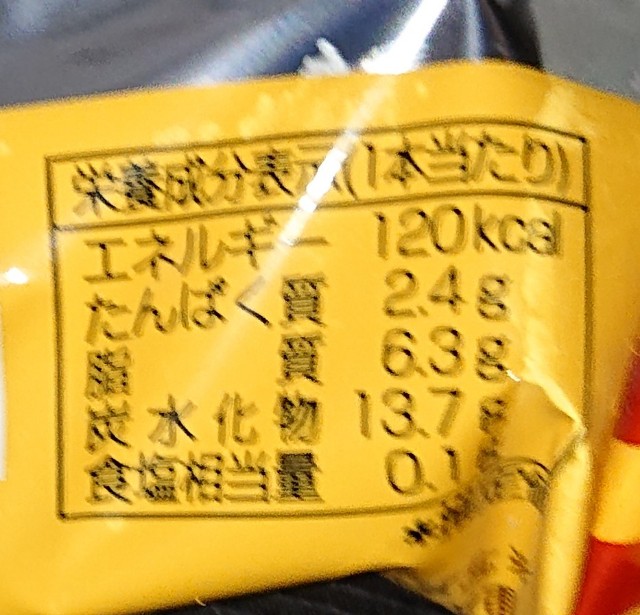 栄養成分表示(1本当たり)
エネルギー 120kcal
たんぱく質 2.4g
脂質 6.3g
炭水化物 13.7g
食塩相当量 0.1